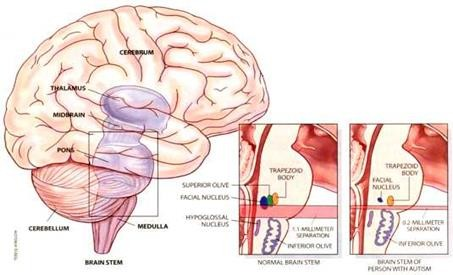 CEREBRUM
THALAMUS
MIDBRAIN
PONS
CEREBELLUM
MEDULLA
BRAIN STEM
SUPERIOR OLIVE
FACIAL NUCLEUS
HYPOGLOSSAL
NUCLEUS
TRAPEZOID
BODY
1.1-MILLIMETER
SEPARATION
INFERIOR OLIVE
NORMAL BRAIN STEM
TRAPEZOID
BODY
FACIAL
NUCLEUS
0.2-MILLIMETER
SEPARATION
INFERIOR OLIVE
BRAIN STEM OF
PERSON WITH AUTISM